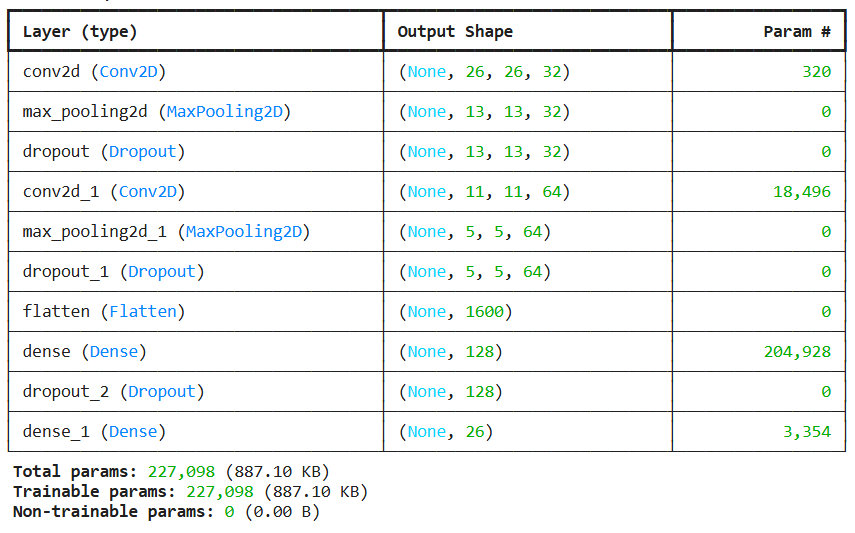 Layer (type) Output Shape Param #
conv2d (Conv2D) (None, 26, 26, 32) 320
max_pooling2d (MaxPooling2D) (None, 13, 13, 32) 0
dropout (Dropout) (None, 13, 13, 32) 0
conv2d_1 (Conv2D) (None, 11, 11, 64) 18,496
max_pooling2d_1 (MaxPooling2D) (None, 5, 5, 64) 0
dropout_1 (Dropout) (None, 5, 5, 64) 0
flatten (Flatten) (None, 1600) 0
dense (Dense) (None, 128) 204,928
dropout_2 (Dropout) (None, 128) 0
dense_1 (Dense) (None, 26) 3,354
Total params: 227,098 (887.10 KB)
Trainable params: 227,098 (887.10 KB)
Non-trainable params: 0 (0.00 B)